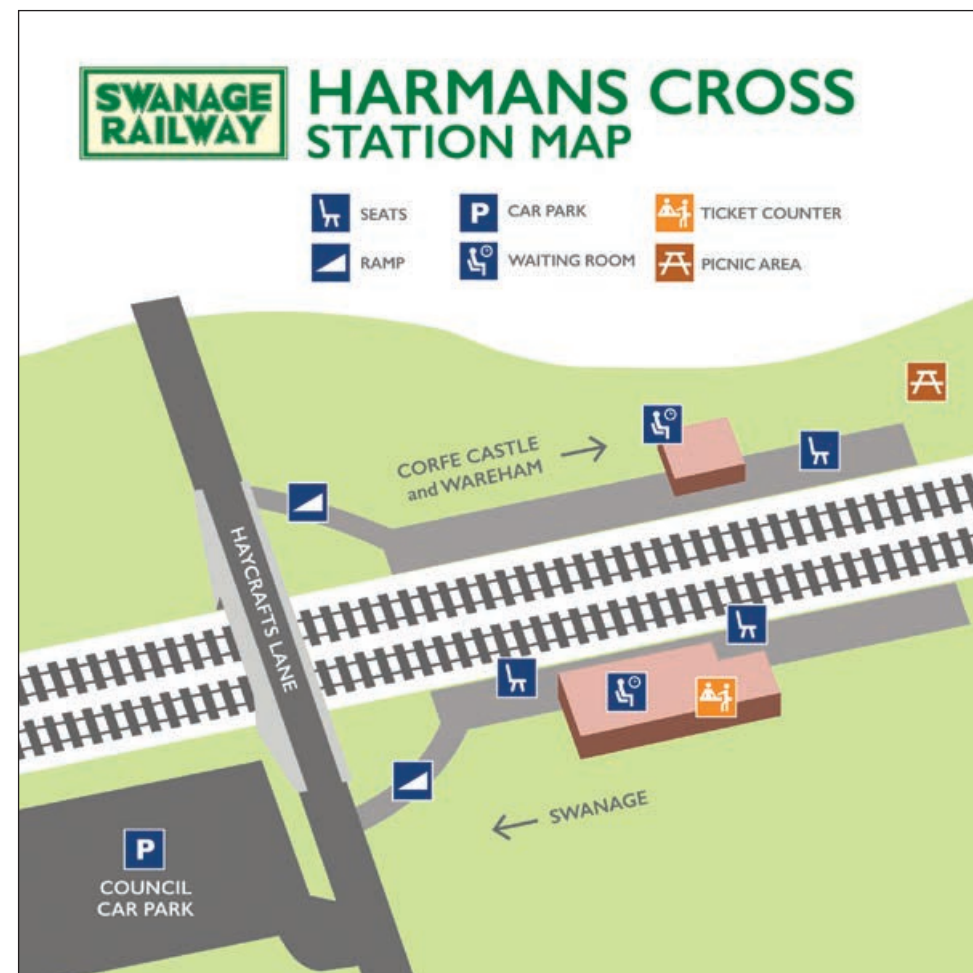 SWANAGE
RAILWAY
HARMANS CROSS
STATION MAP
SEATS
P
CAR PARK
TICKET COUNTER
RAMP
WAITING ROOM
PICNIC AREA
CORFE CASTLE
and WAREHAM
HAYCRAFTS LANE
SWANAGE
P
COUNCIL
CAR PARK